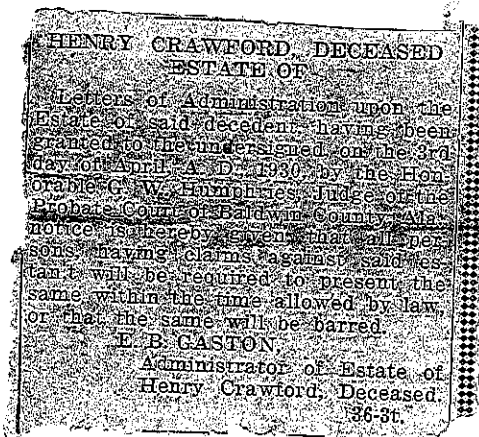 HENRY CRAWFORD, DECEASED
ESTATE OF
Letters of Administration upon the
Estate of said decedent having been
granted to the undersigned on the 3rd
day of April, A. D., 1930, by the Hon-
orable G. W. Humphries, Judge of the
Probate Court of Baldwin County, Ala.
notice is thereby given that all per-
sons having claims against said es-
tant will be required to present the
same within the time allowed by law,
or that the same will be barred.
E. B. GASTON
Administrator of Estate of
Henry Crawford, Deceased
36-3t.